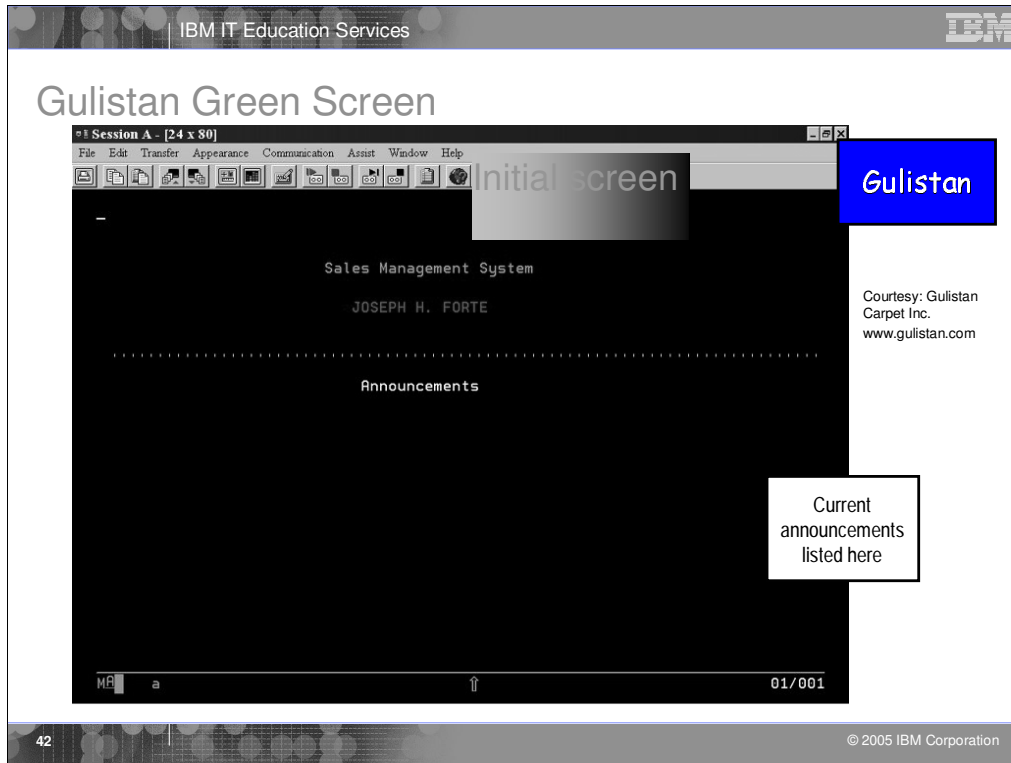 IBM IT Education Services
IBM
Gulistan Green Screen
Session A - [24 x 80]
File Edit Transfer Appearance Communication Assist Window Help
Initial screen
Gulistan
Sales Management System
JOSEPH H. FORTE
Courtesy: Gulistan
Carpet Inc.
www.gulistan.com
Announcements
Current
announcements
listed here
MA a 01/001
42
© 2005 IBM Corporation